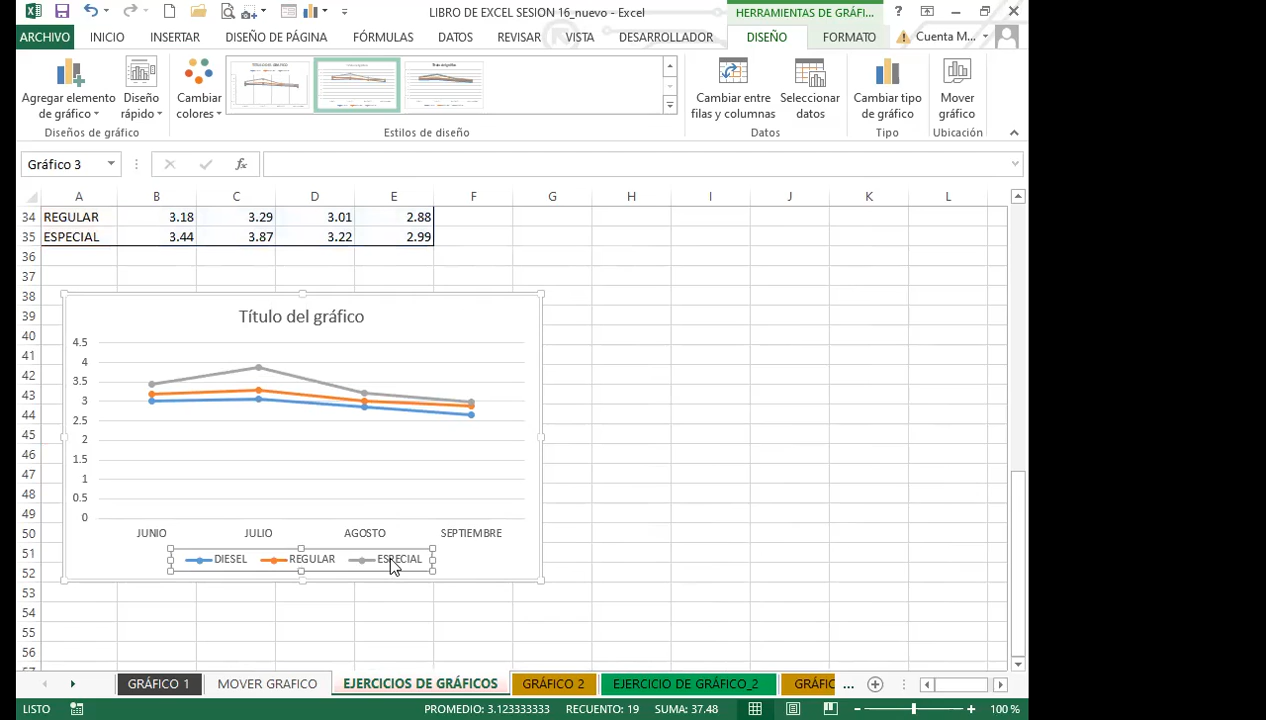 LIBRO DE EXCEL SESION 16_nuevo - Excel
HERRAMIENTAS DE GRÁFI...
?
ARCHIVO INICIO INSERTAR DISEÑO DE PÁGINA FÓRMULAS DATOS REVISAR VISTA DESARROLLADOR DISEÑO FORMATO Cuenta M...
Agregar elemento de gráfico
Diseño rápido
Cambiar colores
Cambiar entre filas y columnas
Seleccionar datos
Cambiar tipo de gráfico
Mover gráfico
Diseños de gráfico Estilos de diseño Datos Tipo Ubicación
Gráfico 3 fx
A B C D E F G H I J K L
34 REGULAR 3.18 3.29 3.01 2.88
35 ESPECIAL 3.44 3.87 3.22 2.99
36
37
38
39
40
41
42
43
44
45
46
47
48
49
50
51
52
53
54
55
56
57
Título del gráfico
4.5
4
3.5
3
2.5
2
1.5
1
0.5
0
JUNIO JULIO AGOSTO SEPTIEMBRE
DIESEL REGULAR ESPECIAL
GRÁFICO 1 MOVER GRAFICO EJERCICIOS DE GRÁFICOS GRÁFICO 2 EJERCICIO DE GRÁFICO_2 GRÁFIC ...
LISTO PROMEDIO: 3.123333333 RECUENTO: 19 SUMA: 37.48 100 %